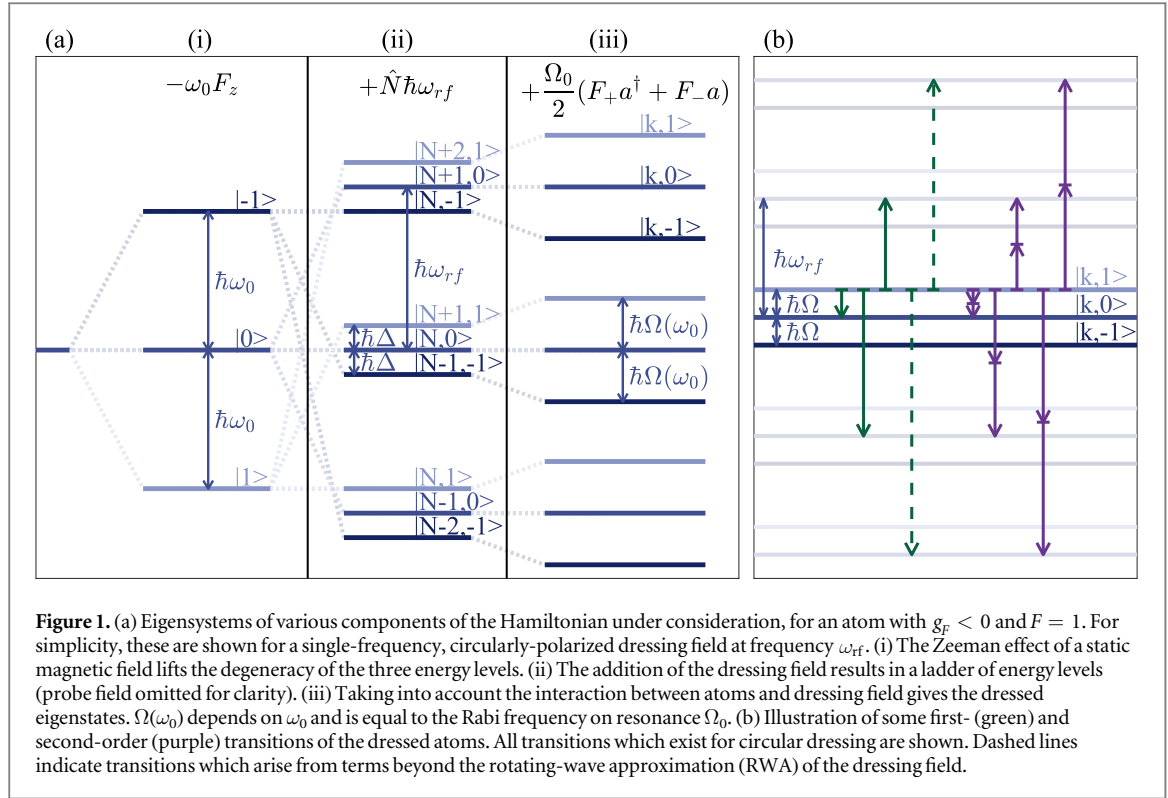 (a) (i) (ii) (iii) (b)
−ω₀F_z
+N̂ħω_rf
+Ω₀/2(F₊a† + F₋a)
|-1>
ħω₀
|0>
ħω₀
|1>
|N+2,1>
|N+1,0>
|N,-1>
ħω_rf
|N+1,1>
ħΔ |N,0>
ħΔ |N-1,-1>
|N,1>
|N-1,0>
|N-2,-1>
|k,1>
|k,0>
|k,-1>
ħΩ(ω₀)
ħΩ(ω₀)
ħω_rf
|k,1>
ħΩ |k,0>
ħΩ |k,-1>
Figure 1. (a) Eigensystems of various components of the Hamiltonian under consideration, for an atom with g_F < 0 and F = 1. For
simplicity, these are shown for a single-frequency, circularly-polarized dressing field at frequency ω_rf. (i) The Zeeman effect of a static
magnetic field lifts the degeneracy of the three energy levels. (ii) The addition of the dressing field results in a ladder of energy levels
(probe field omitted for clarity). (iii) Taking into account the interaction between atoms and dressing field gives the dressed
eigenstates. Ω(ω₀) depends on ω₀ and is equal to the Rabi frequency on resonance Ω₀. (b) Illustration of some first- (green) and
second-order (purple) transitions of the dressed atoms. All transitions which exist for circular dressing are shown. Dashed lines
indicate transitions which arise from terms beyond the rotating-wave approximation (RWA) of the dressing field.